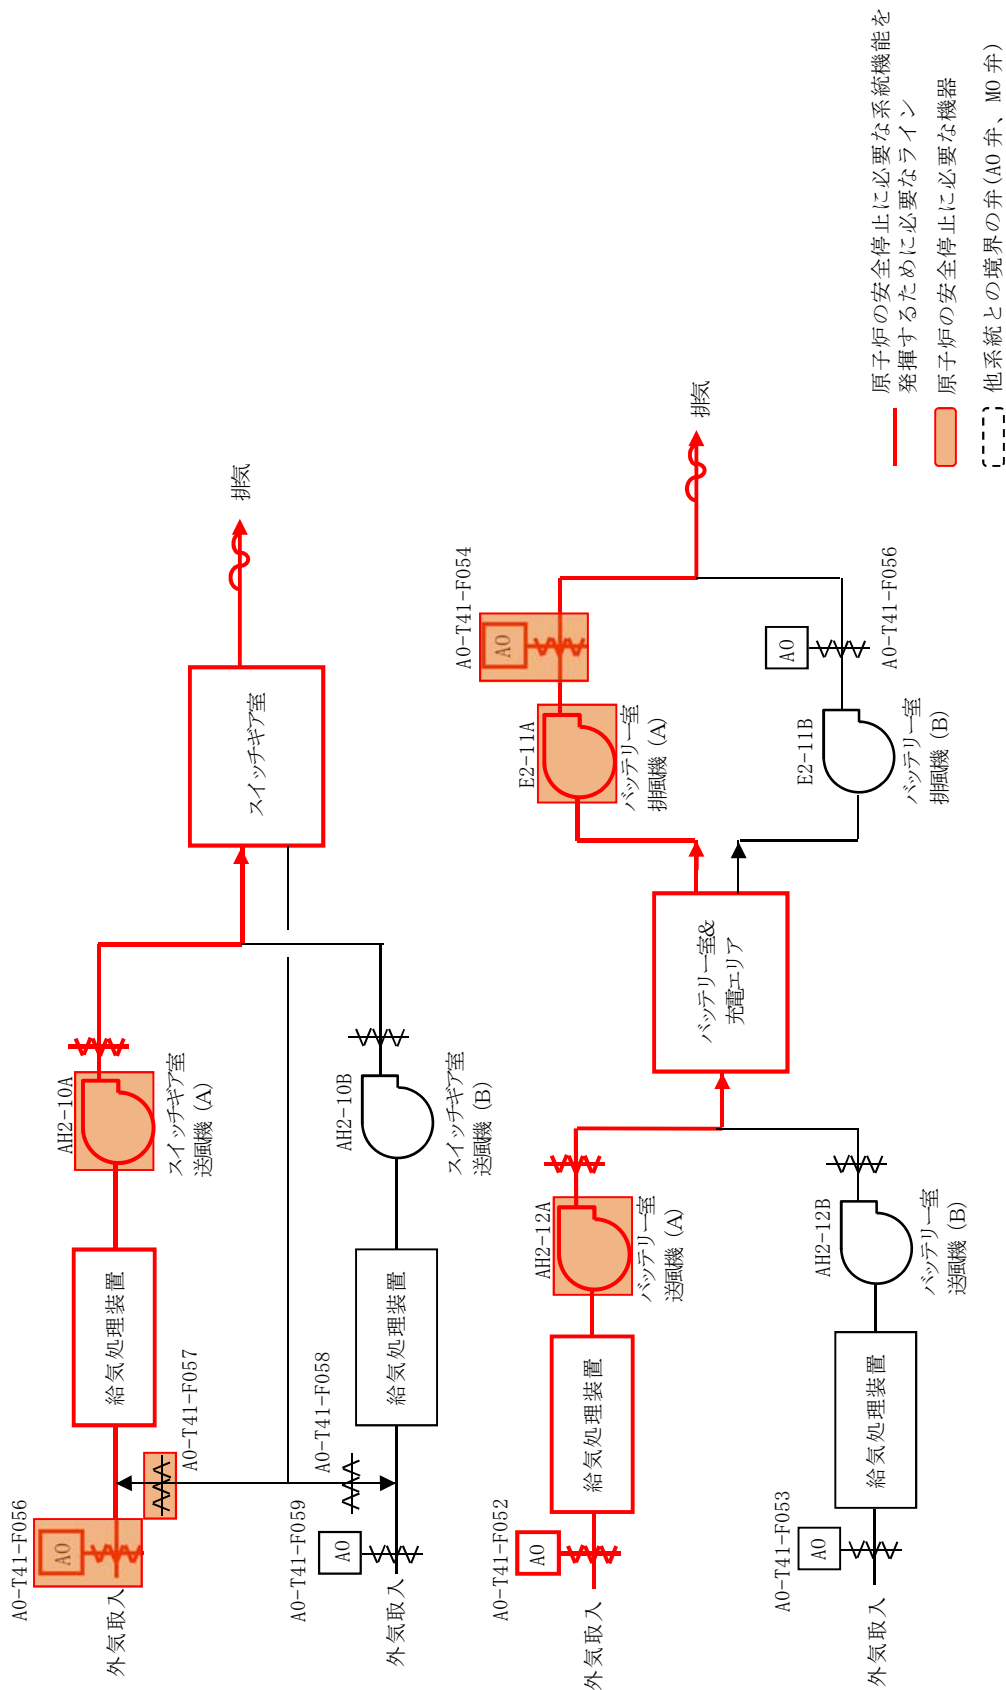 外気取入
AO-T41-F056
AO
AO-T41-F057
給気処理装置
AH2-10A
スイッチギア室
送風機 (A)
スイッチギア室
排気
外気取入
AO-T41-F059
AO
AO-T41-F058
給気処理装置
AH2-10B
スイッチギア室
送風機 (B)
外気取入
AO-T41-F052
AO
給気処理装置
AH2-12A
バッテリー室
送風機 (A)
バッテリー室&
充電エリア
E2-11A
バッテリー室
排風機 (A)
AO-T41-F054
AO
排気
外気取入
AO-T41-F053
AO
給気処理装置
AH2-12B
バッテリー室
送風機 (B)
E2-11B
バッテリー室
排風機 (B)
AO
AO-T41-F056
原子炉の安全停止に必要な系統機能を
発揮するために必要なライン
原子炉の安全停止に必要な機器
他系統との境界の弁(AO弁、MO弁)